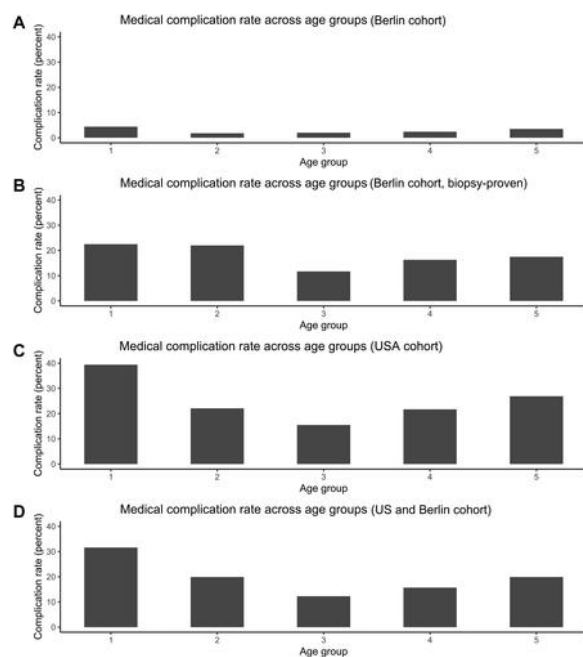 A
Medical complication rate across age groups (Berlin cohort)
Complication rate (percent)
40
30
20
10
0
1 2 3 4 5
Age group
B
Medical complication rate across age groups (Berlin cohort, biopsy-proven)
Complication rate (percent)
40
30
20
10
0
1 2 3 4 5
Age group
C
Medical complication rate across age groups (USA cohort)
Complication rate (percent)
40
30
20
10
0
1 2 3 4 5
Age group
D
Medical complication rate across age groups (US and Berlin cohort)
Complication rate (percent)
40
30
20
10
0
1 2 3 4 5
Age group